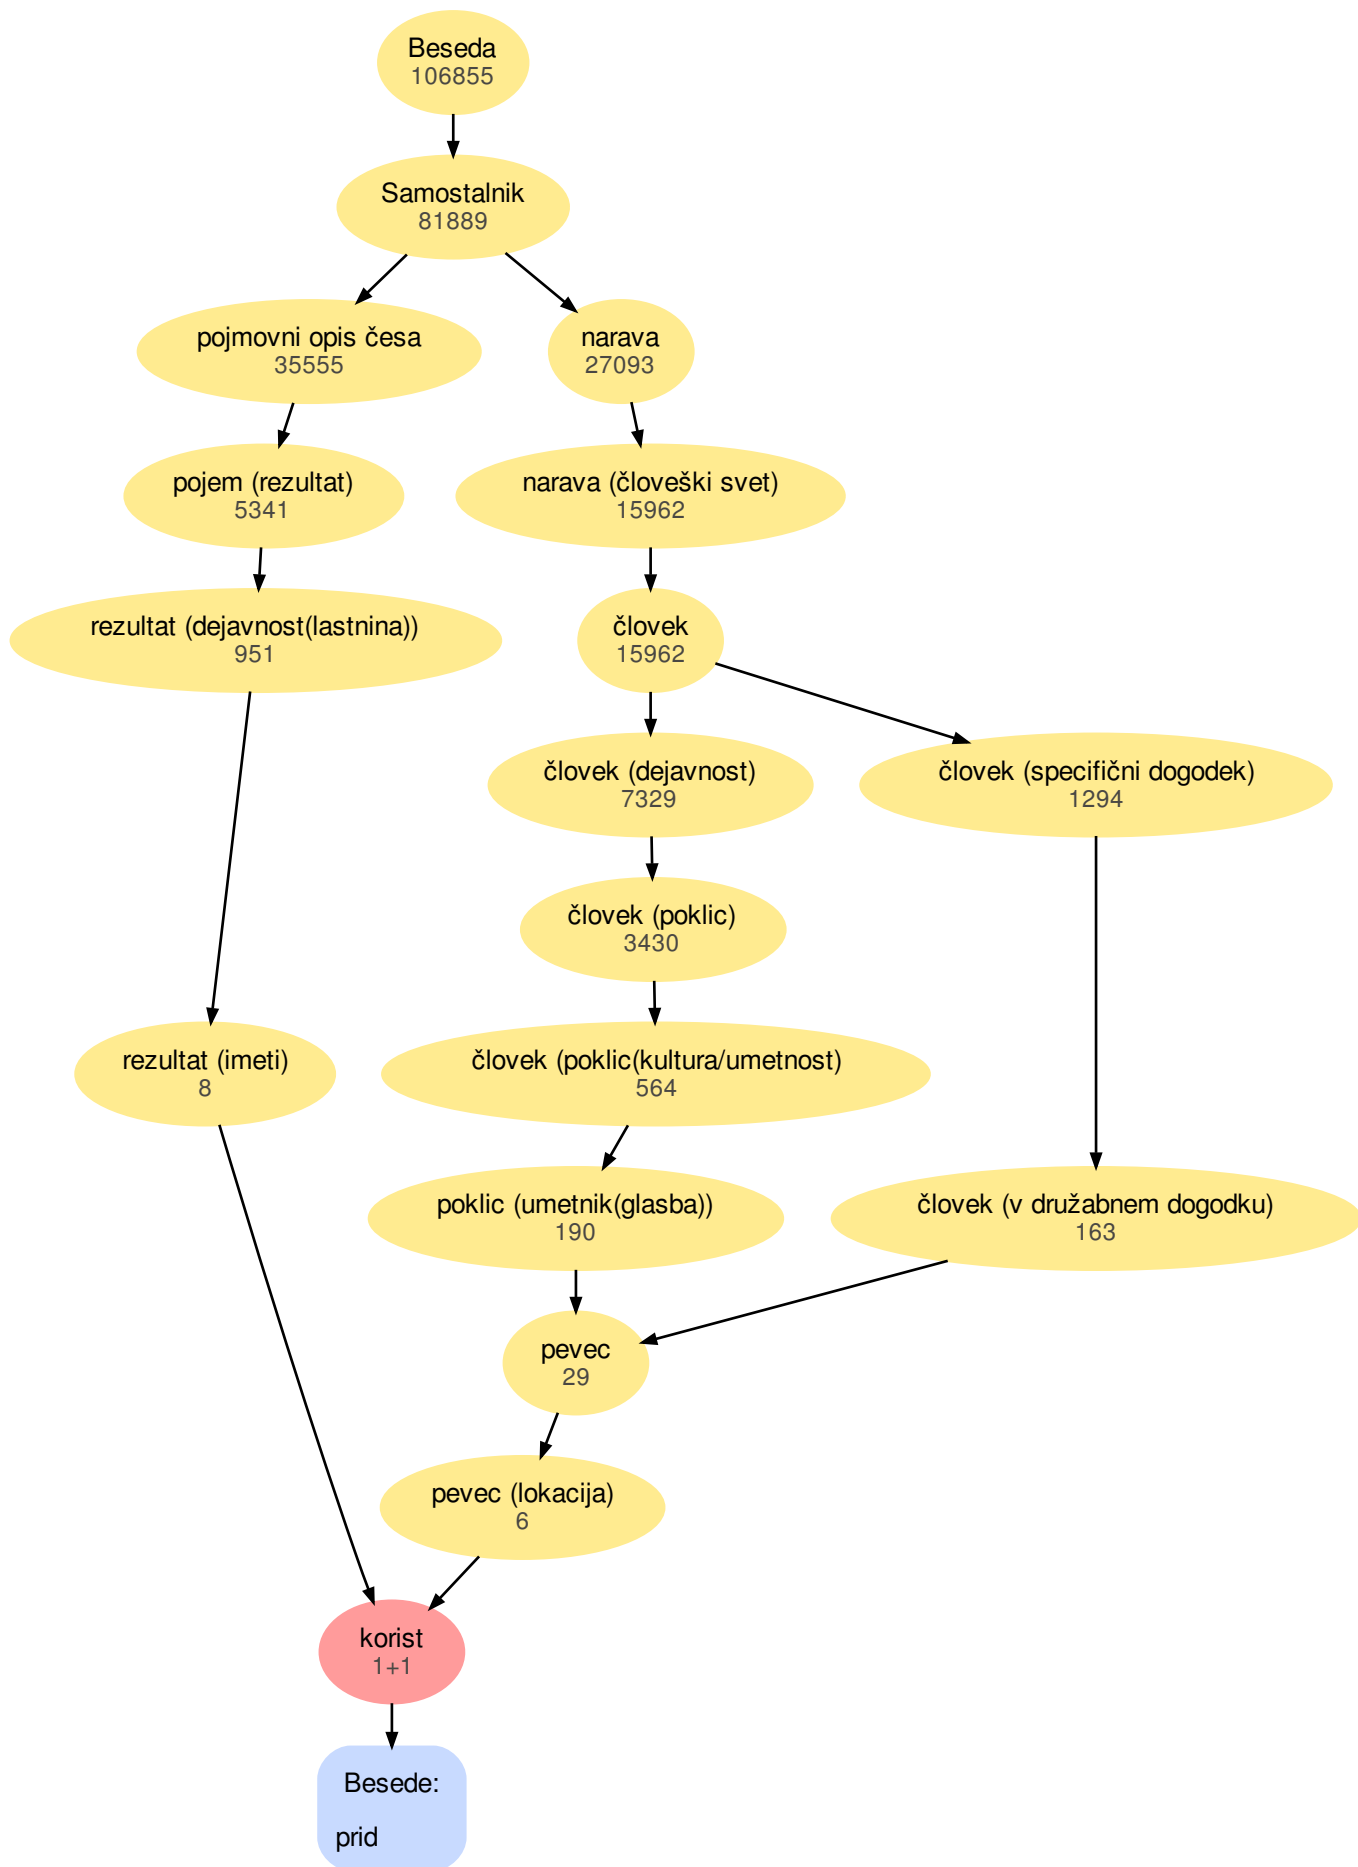 Beseda
106855
Samostalnik
81889
pojmovni opis česa
35555
narava
27093
pojem (rezultat)
5341
narava (človeški svet)
15962
rezultat (dejavnost(lastnina))
951
človek
15962
človek (dejavnost)
7329
človek (specifični dogodek)
1294
človek (poklic)
3430
rezultat (imeti)
8
človek (poklic(kultura/umetnost)
564
poklic (umetnik(glasba))
190
človek (v družabnem dogodku)
163
pevec
29
pevec (lokacija)
6
korist
1+1
Besede:
prid